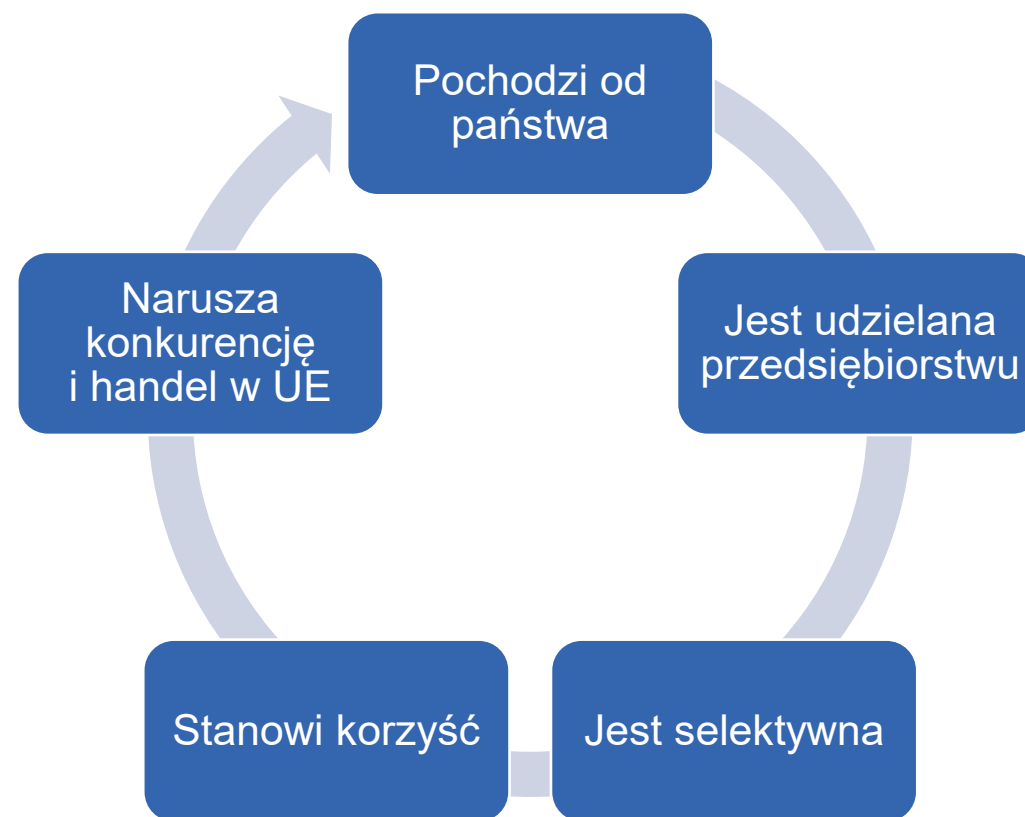 Pochodzi od
państwa
Jest udzielana
przedsiębiorstwu
Jest selektywna
Stanowi korzyść
Narusza
konkurencję
i handel w UE